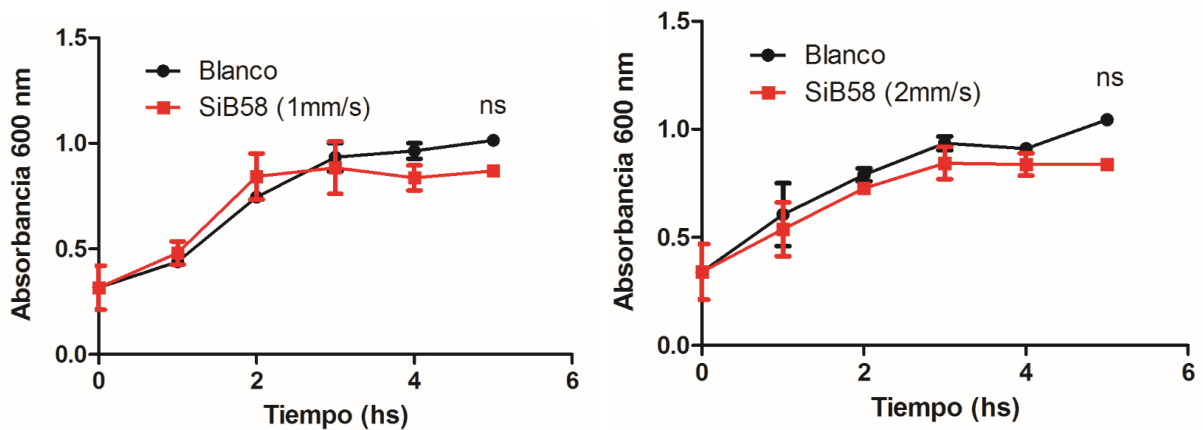 1.5
Blanco
SiB58 (1mm/s)
ns
1.0
0.5
0.0
0
2
4
6
Absorbancia 600 nm
Tiempo (hs)
1.5
Blanco
SiB58 (2mm/s)
ns
1.0
0.5
0.0
0
2
4
6
Absorbancia 600 nm
Tiempo (hs)